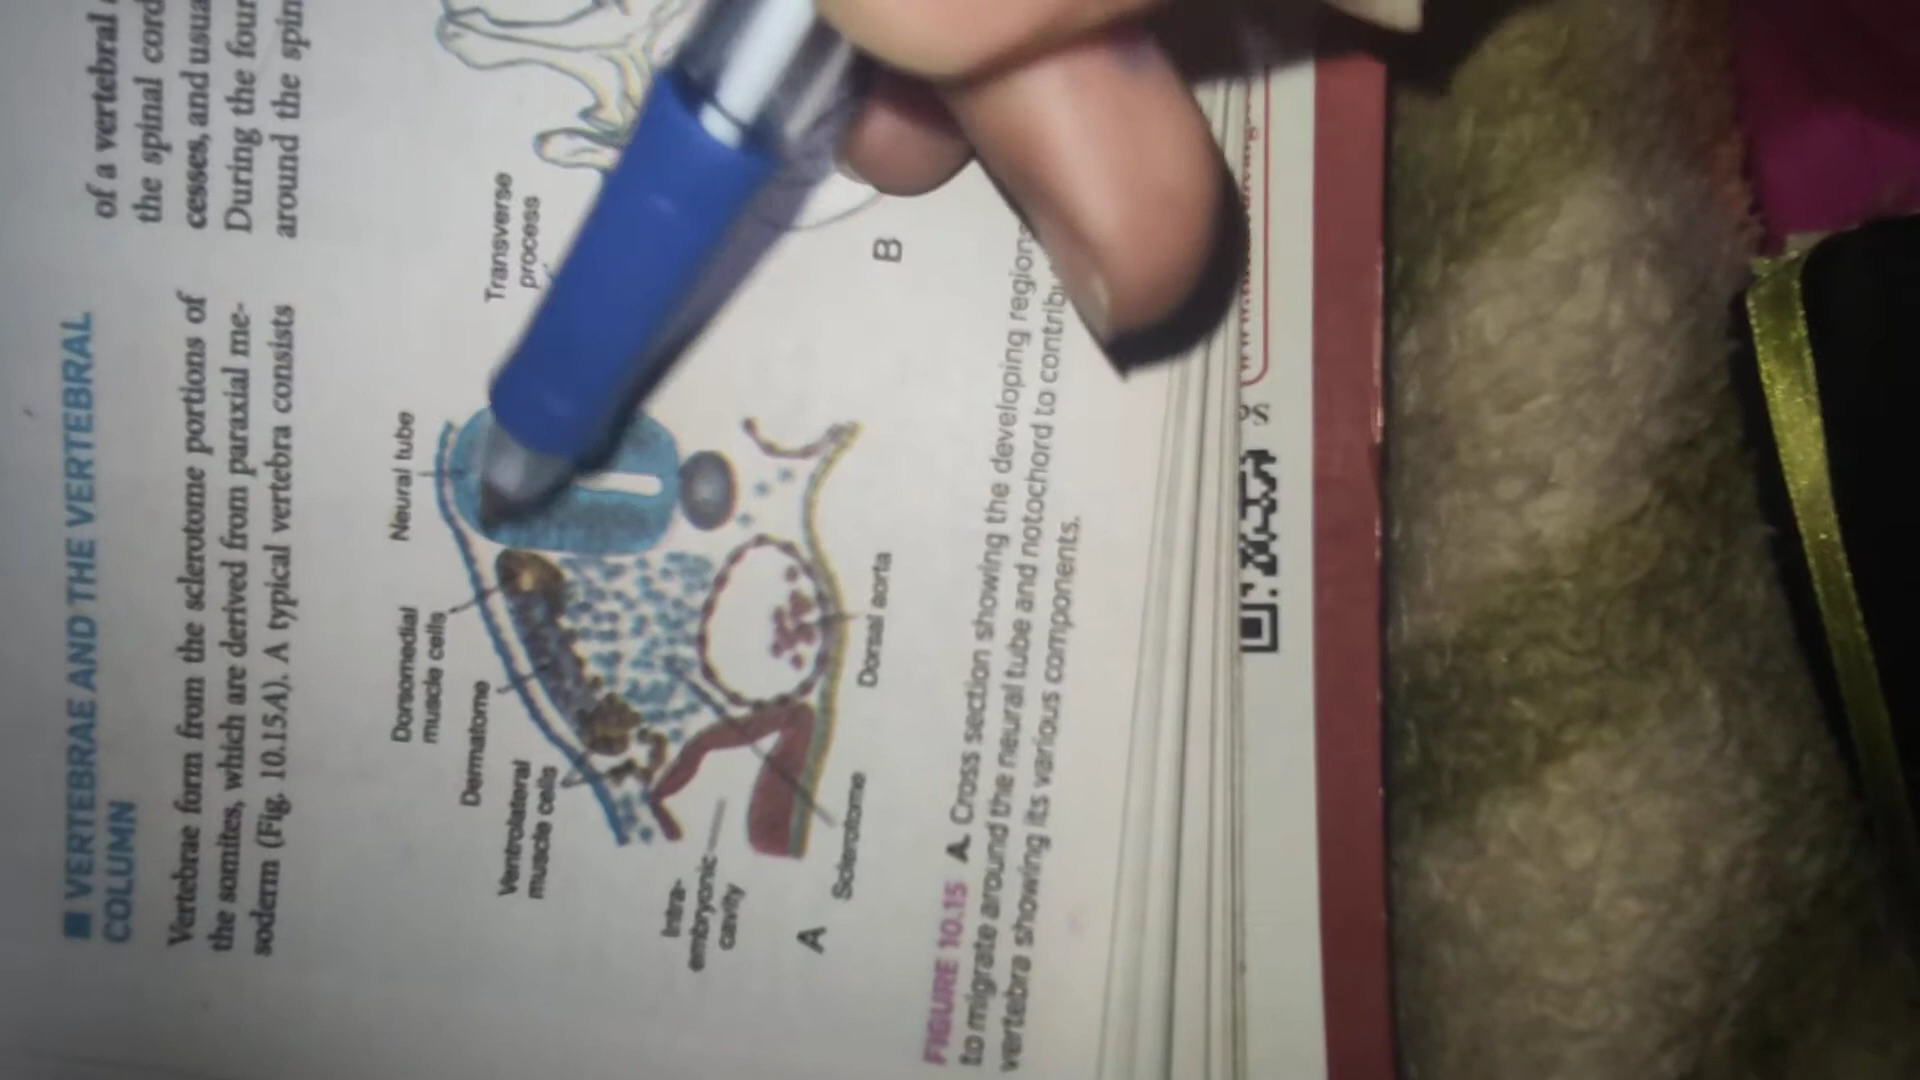 ■ VERTEBRAE AND THE VERTEBRAL
COLUMN
Vertebrae form from the sclerotome portions of
the somites, which are derived from paraxial me-
soderm (Fig. 10.15A). A typical vertebra consists
of a vertebral
the spinal cord
cesses, and usua
During the four
around the spin
Neural tube
Dorsomedial
muscle cells
Dermatome
Ventrolateral
muscle cells
Intra-
embryonic
cavity
Sclerotome
Dorsal aorta
A
Transverse
process
B
FIGURE 10.15 A. Cross section showing the developing regions
to migrate around the neural tube and notochord to contribu
vertebra showing its various components.